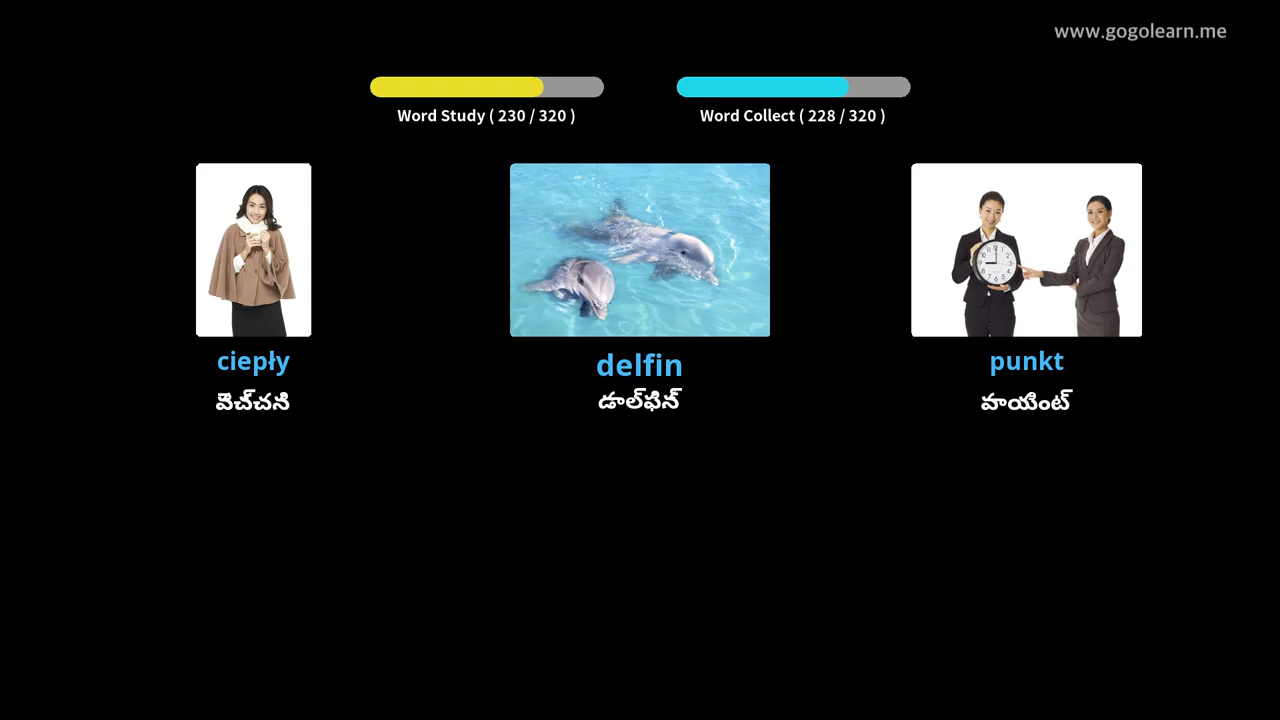 www.gogolearn.me
Word Study ( 230 / 320 )
Word Collect ( 228 / 320 )
ciepły
delfin
punkt
వెచ్చని
డాల్ఫిన్
పాయింట్